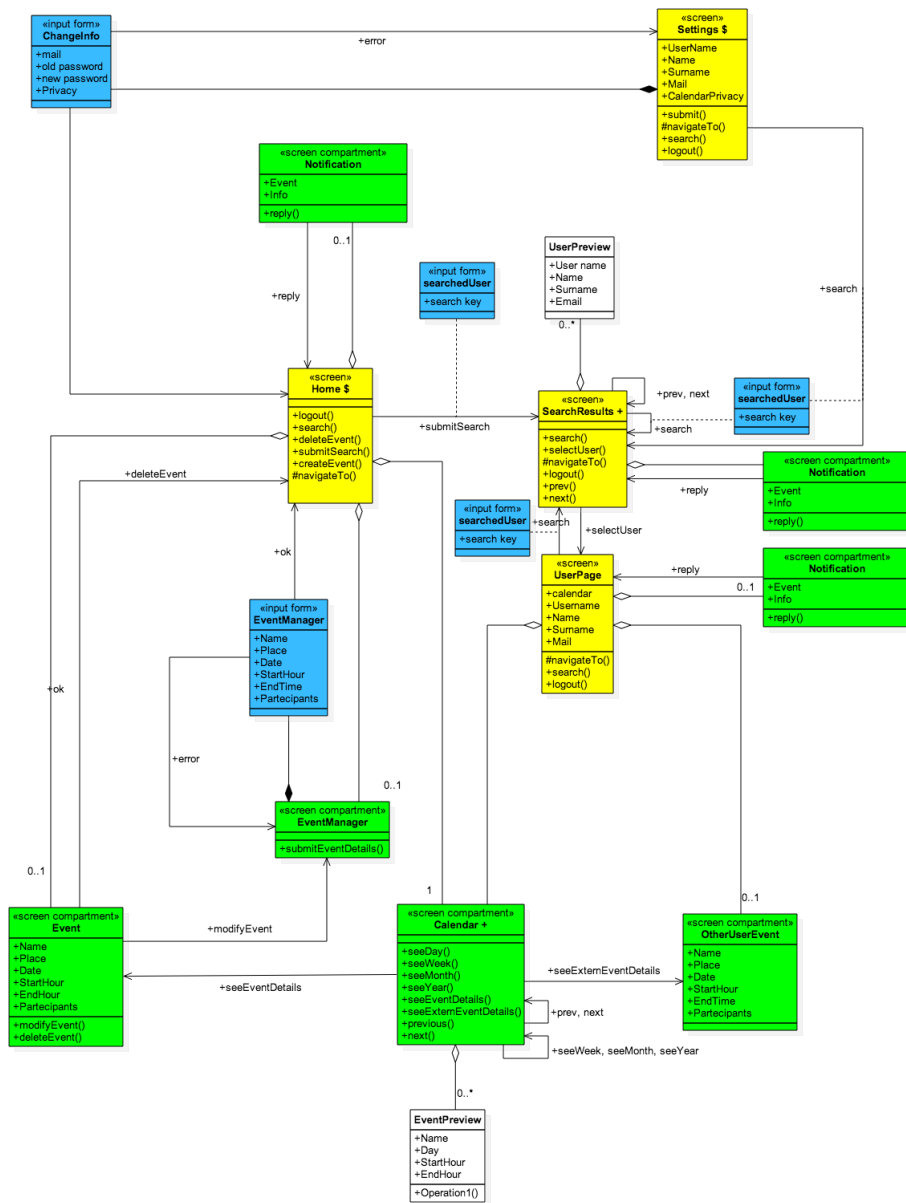 «input form»
ChangeInfo
+mail
+old password
+new password
+Privacy
+error
«screen»
Settings $
+UserName
+Name
+Surname
+Mail
+CalendarPrivacy
+submit()
#navigateTo()
+search()
+logout()
«screen compartment»
Notification
+Event
+Info
+reply()
0..1
+reply
«input form»
searchedUser
+search key
UserPreview
+User name
+Name
+Surname
+Email
0..*
+search
«screen»
Home $
+logout()
+search()
+deleteEvent()
+submitSearch()
+createEvent()
#navigateTo()
+submitSearch
«screen»
SearchResults +
+search()
+selectUser()
#navigateTo()
+logout()
+prev()
+next()
+prev, next
+search
«input form»
searchedUser
+search key
«screen compartment»
Notification
+Event
+Info
+reply()
+reply
+deleteEvent
«input form»
searchedUser
+search key
+search
+selectUser
+ok
«screen»
UserPage
+calendar
+Username
+Name
+Surname
+Mail
#navigateTo()
+search()
+logout()
+reply
0..1
«screen compartment»
Notification
+Event
+Info
+reply()
«input form»
EventManager
+Name
+Place
+Date
+StartHour
+EndTime
+Partecipants
+ok
+error
0..1
«screen compartment»
EventManager
+submitEventDetails()
0..1
1
0..1
«screen compartment»
Event
+Name
+Place
+Date
+StartHour
+EndHour
+Partecipants
+modifyEvent()
+deleteEvent()
+modifyEvent
+seeEventDetails
«screen compartment»
Calendar +
+seeDay()
+seeWeek()
+seeMonth()
+seeYear()
+seeEventDetails()
+seeExternEventDetails()
+previous()
+next()
+seeExternEventDetails
+prev, next
+seeWeek, seeMonth, seeYear
«screen compartment»
OtherUserEvent
+Name
+Place
+Date
+StartHour
+EndTime
+Partecipants
0..*
EventPreview
+Name
+Day
+StartHour
+EndHour
+Operation1()